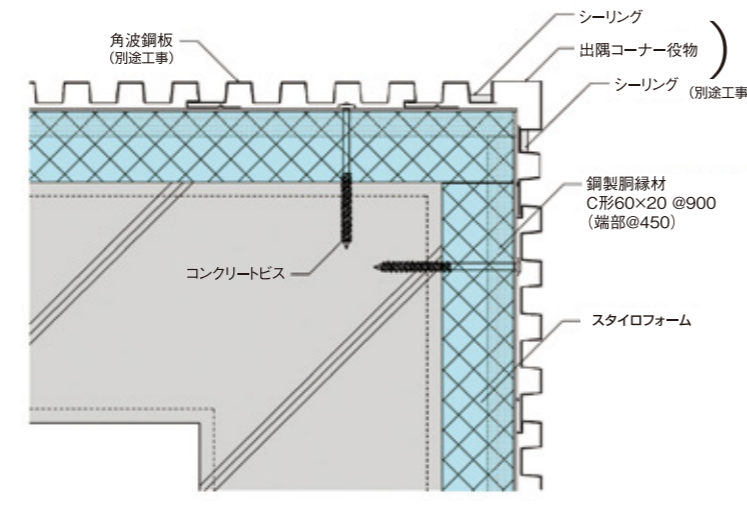 シーリング
角波鋼板
（別途工事）
出隅コーナー役物
シーリング
（別途工事
鋼製胴縁材
C形60×20 @900
（端部@450）
コンクリートビス
スタイロフォーム